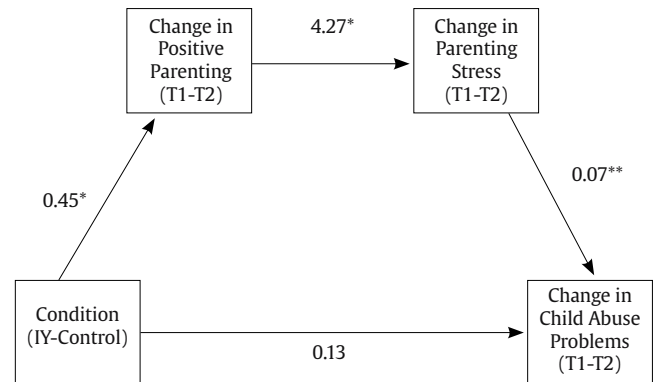 Change in
Positive
Parenting
(T1-T2)
4.27*
Change in
Parenting
Stress
(T1-T2)
0.45*
0.07**
Condition
(IY-Control)
0.13
Change in
Child Abuse
Problems
(T1-T2)